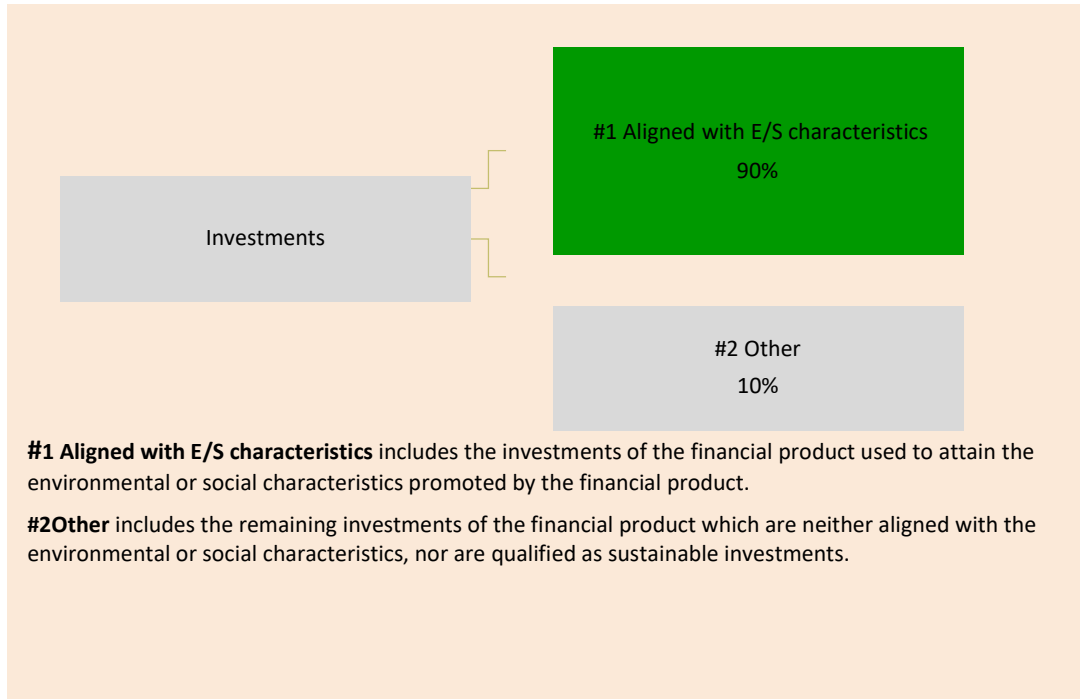 #1 Aligned with E/S characteristics
90%
Investments
#2 Other
10%
#1 Aligned with E/S characteristics includes the investments of the financial product used to attain the
environmental or social characteristics promoted by the financial product.
#2Other includes the remaining investments of the financial product which are neither aligned with the
environmental or social characteristics, nor are qualified as sustainable investments.